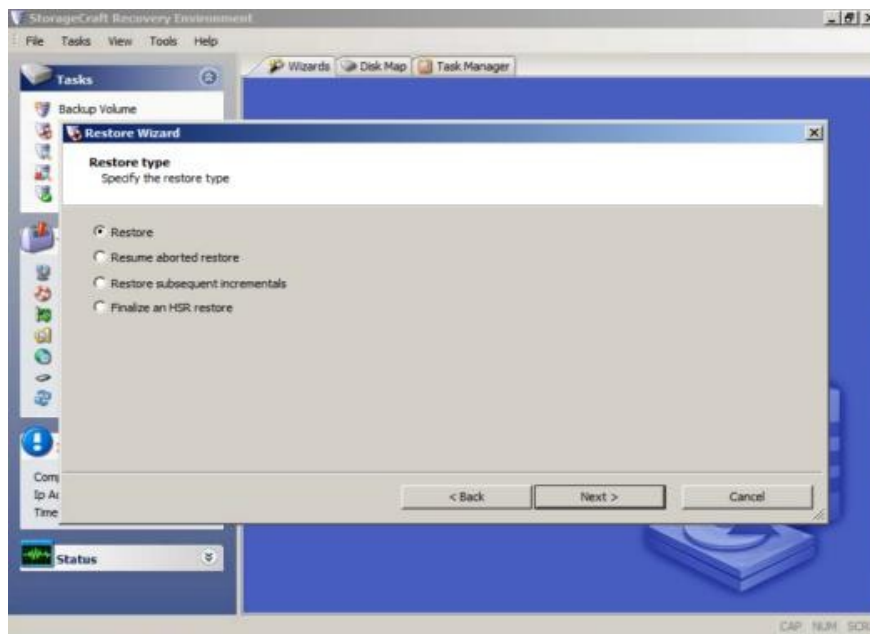 StorageCraft Recovery Environment
File Tasks View Tools Help
Wizards Disk Map Task Manager
Tasks
Backup Volume
Restore Wizard
Restore type
Specify the restore type
Restore
Resume aborted restore
Restore subsequent incrementals
Finalize an HSR restore
< Back Next > Cancel
Ip
Time
Status
CAP NUM SCR